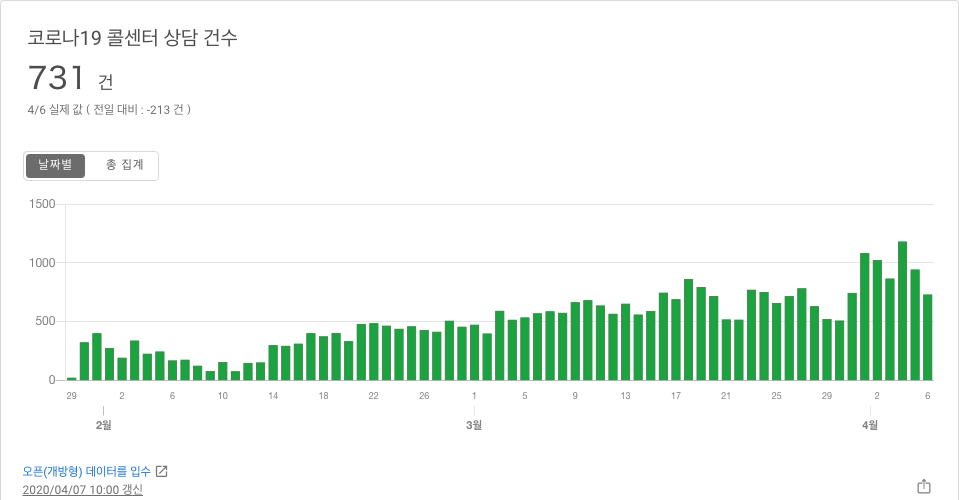 코로나19 콜센터 상담 건수
731 건
4/6 실제 값 ( 전일 대비 : -213 건 )
날짜별 총 집계
1500
1000
500
0
29 2 6 10 14 18 22 26 1 5 9 13 17 21 25 29 2 6
2월 3월 4월
오픈(개방형) 데이터를 입수
2020/04/07 10:00 갱신